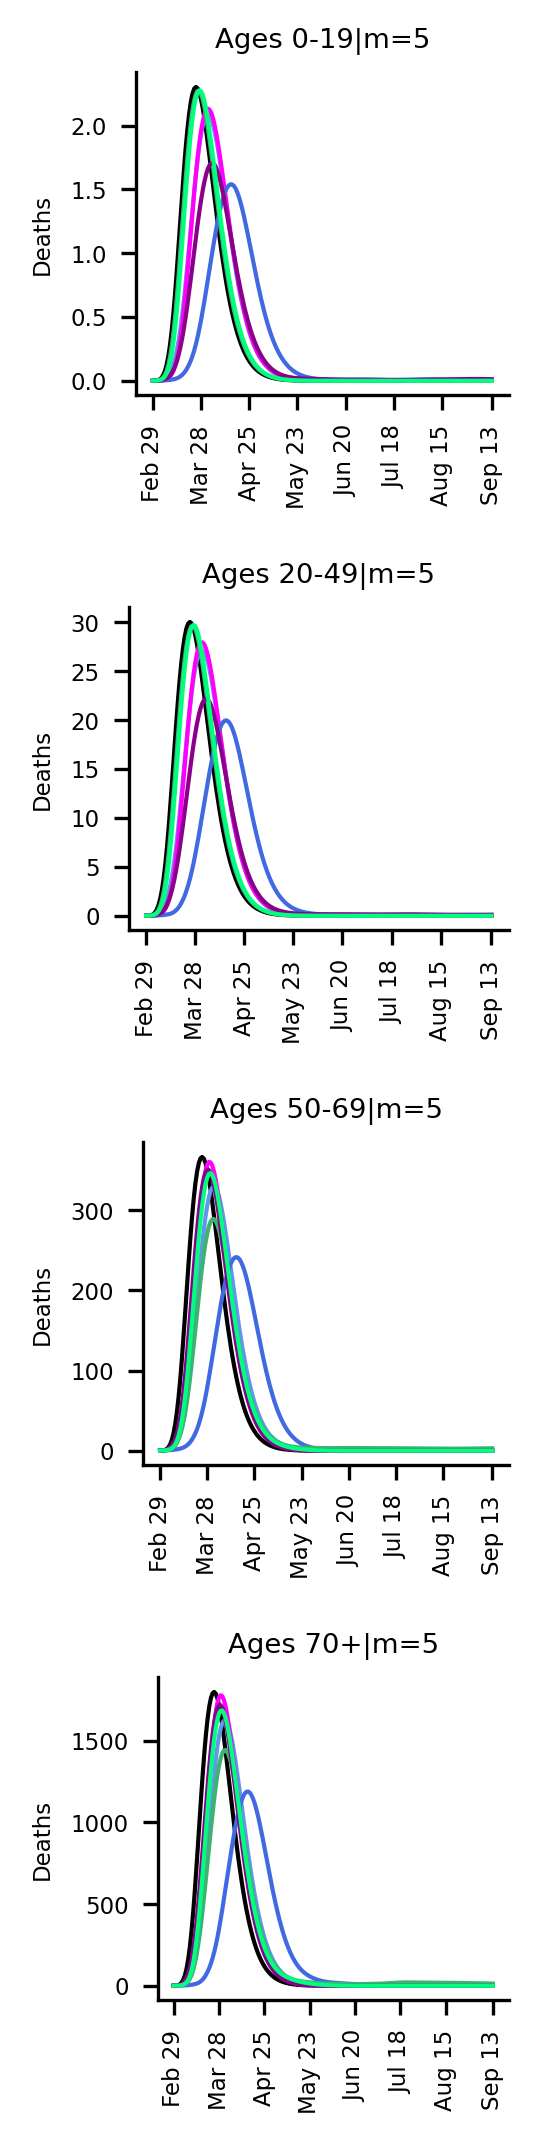 Ages 0-19|m=5
2.0
1.5
1.0
0.5
0.0
Deaths
Feb 29
Mar 28
Apr 25
May 23
Jun 20
Jul 18
Aug 15
Sep 13
Ages 20-49|m=5
30
25
20
15
10
5
0
Deaths
Feb 29
Mar 28
Apr 25
May 23
Jun 20
Jul 18
Aug 15
Sep 13
Ages 50-69|m=5
300
200
100
0
Deaths
Feb 29
Mar 28
Apr 25
May 23
Jun 20
Jul 18
Aug 15
Sep 13
Ages 70+|m=5
1500
1000
500
0
Deaths
Feb 29
Mar 28
Apr 25
May 23
Jun 20
Jul 18
Aug 15
Sep 13